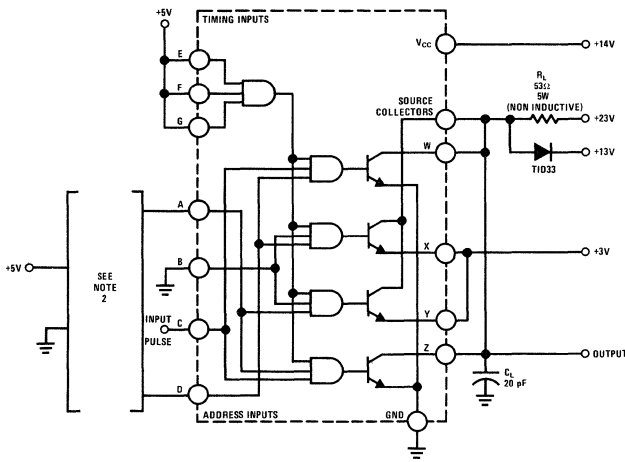 +5V
TIMING INPUTS
E
F
G
VCC
+14V
RL
53Ω
5W
(NON INDUCTIVE)
SOURCE
COLLECTORS
+23V
W
+13V
TID33
A
+5V
SEE
NOTE
2
B
X
+3V
INPUT
PULSE
C
Y
Z
OUTPUT
D
CL
20 pF
ADDRESS INPUTS
GND